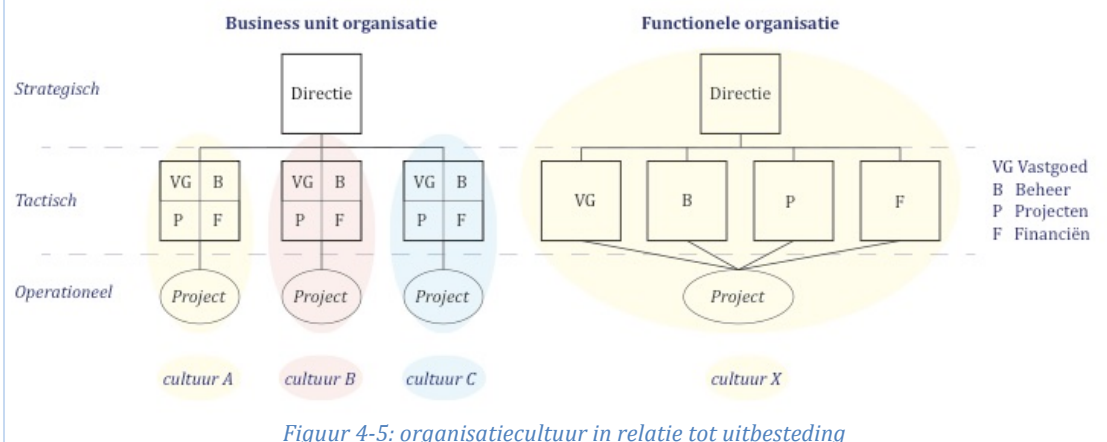 Business unit organisatie
Functionele organisatie
Strategisch
Directie
Directie
Tactisch
VG B
P F
VG B
P F
VG B
P F
VG
B
P
F
VG Vastgoed
B Beheer
P Projecten
F Financiën
Operationeel
Project
Project
Project
Project
cultuur A
cultuur B
cultuur C
cultuur X
Figuur 4-5: organisatiecultuur in relatie tot uitbesteding